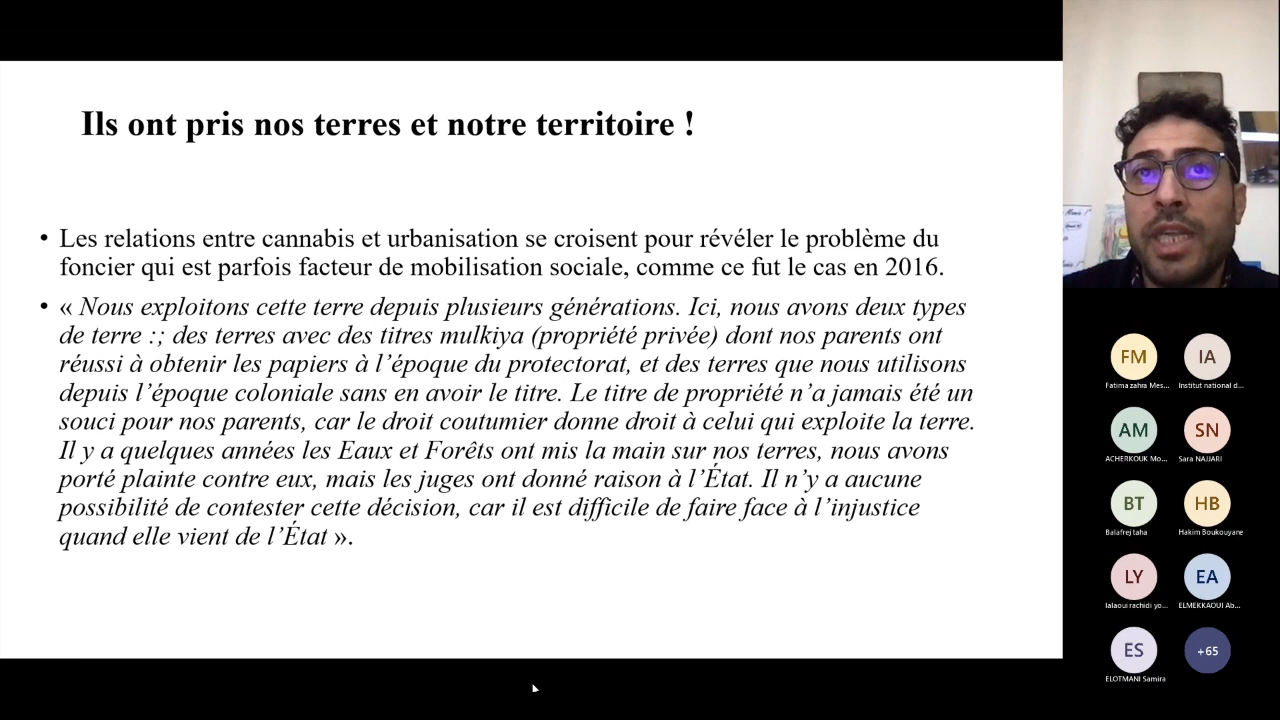 Ils ont pris nos terres et notre territoire !
• Les relations entre cannabis et urbanisation se croisent pour révéler le problème du
foncier qui est parfois facteur de mobilisation sociale, comme ce fut le cas en 2016.
• « Nous exploitons cette terre depuis plusieurs générations. Ici, nous avons deux types
de terre :; des terres avec des titres mulkiya (propriété privée) dont nos parents ont
réussi à obtenir les papiers à l’époque du protectorat, et des terres que nous utilisons
depuis l’époque coloniale sans en avoir le titre. Le titre de propriété n’a jamais été un
souci pour nos parents, car le droit coutumier donne droit à celui qui exploite la terre.
Il y a quelques années les Eaux et Forêts ont mis la main sur nos terres, nous avons
porté plainte contre eux, mais les juges ont donné raison à l’État. Il n’y a aucune
possibilité de contester cette décision, car il est difficile de faire face à l’injustice
quand elle vient de l’État ».
FM
IA
Fatima zahra Mes...
Institut national d...
AM
SN
ACHERKOUK Mo...
Sara NAJJARI
BT
HB
Balafrej taha
Hakim Boukouyane
LY
EA
lalaoui rachidi yo...
ELMEKKAOUI Ab...
ES
+65
ELOTMANI Samira